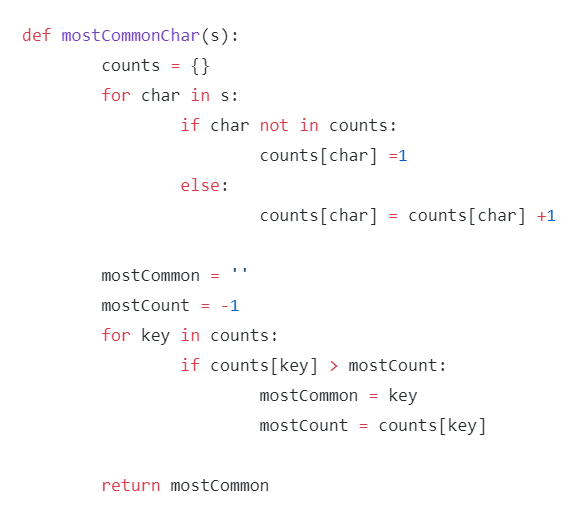 def mostCommonChar(s):
        counts = {}
        for char in s:
                if char not in counts:
                        counts[char] =1
                else:
                        counts[char] = counts[char] +1

        mostCommon = ''
        mostCount = -1
        for key in counts:
                if counts[key] > mostCount:
                        mostCommon = key
                        mostCount = counts[key]

        return mostCommon